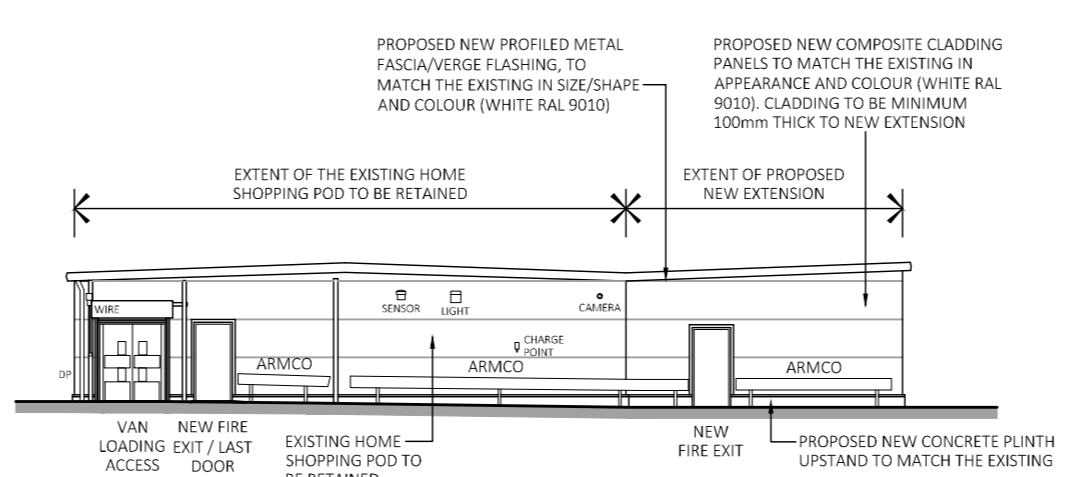 PROPOSED NEW PROFILED METAL
FASCIA/VERGE FLASHING, TO
MATCH THE EXISTING IN SIZE/SHAPE
AND COLOUR (WHITE RAL 9010)
PROPOSED NEW COMPOSITE CLADDING
PANELS TO MATCH THE EXISTING IN
APPEARANCE AND COLOUR (WHITE RAL
9010). CLADDING TO BE MINIMUM
100mm THICK TO NEW EXTENSION
EXTENT OF THE EXISTING HOME
SHOPPING POD TO BE RETAINED
EXTENT OF PROPOSED
NEW EXTENSION
WIRE
SENSOR
LIGHT
CAMERA
CHARGE
POINT
DP
ARMCO
ARMCO
ARMCO
VAN
LOADING
ACCESS
NEW FIRE
EXIT / LAST
DOOR
EXISTING HOME
SHOPPING POD TO
BE RETAINED
NEW
FIRE EXIT
PROPOSED NEW CONCRETE PLINTH
UPSTAND TO MATCH THE EXISTING